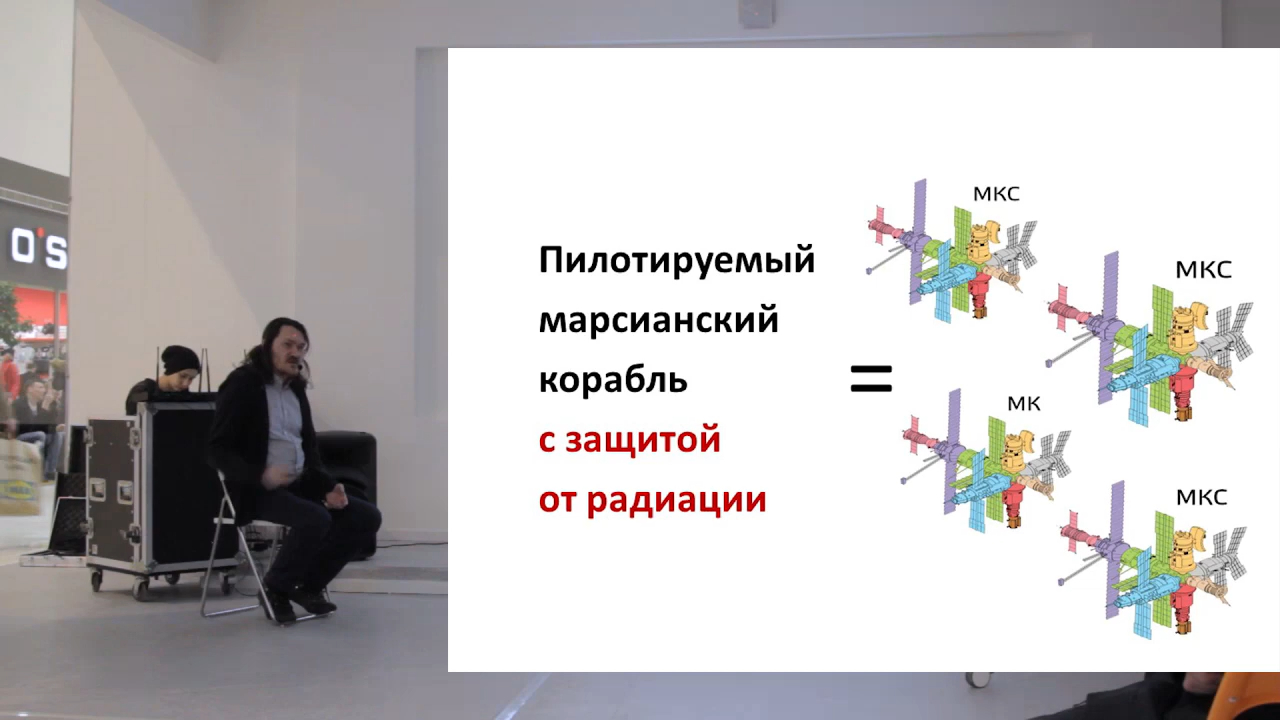 O'S
Пилотируемый
марсианский
корабль
с защитой
от радиации
=
МКС
МКС
МК
МКС